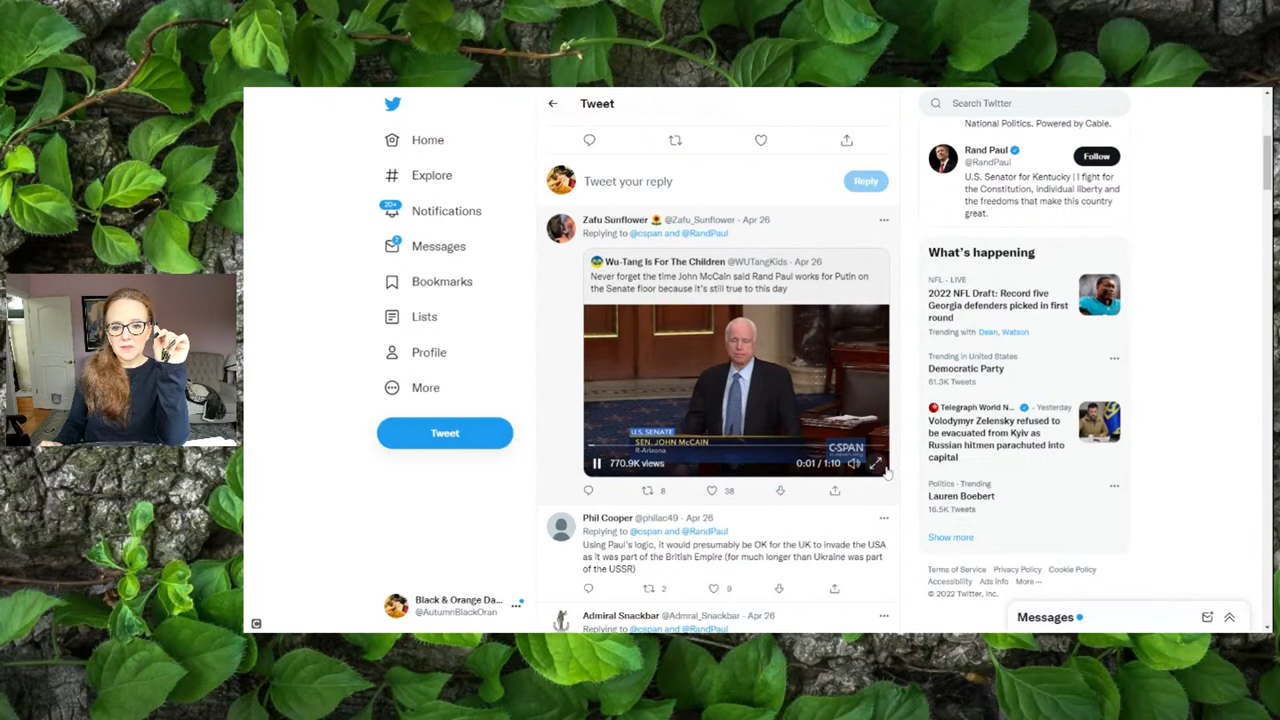 Home
Explore
20+
Notifications
2
Messages
Bookmarks
Lists
Profile
More
Tweet
Black & Orange Da...
@AutumnBlackOran
Tweet
Tweet your reply
Reply
Zafu Sunflower 🌻 @Zafu_Sunflower · Apr 26
Replying to @cspan and @RandPaul
Wu-Tang Is For The Children @WUTangKids · Apr 26
Never forget the time John McCain said Rand Paul works for Putin on
the Senate floor because it's still true to this day
U.S. SENATE
SEN. JOHN McCAIN
R-Arizona
C-SPAN
770.9K views
0:01 / 1:10
8
38
Phil Cooper @philac49 · Apr 26
Replying to @cspan and @RandPaul
Using Paul's logic, it would presumably be OK for the UK to invade the USA
as it was part of the British Empire (for much longer than Ukraine was part
of the USSR)
2
9
Admiral Snackbar @Admral_Snackbar · Apr 26
Replying to @cspan and @RandPaul
Search Twitter
National Politics. Powered by Cable.
Rand Paul
@RandPaul
Follow
U.S. Senator for Kentucky | I fight for
the Constitution, individual liberty and
the freedoms that make this country
great.
What's happening
NFL · LIVE
2022 NFL Draft: Record five
Georgia defenders picked in first
round
Trending with Dean, Watson
Trending in United States
Democratic Party
61.3K Tweets
Telegraph World N... · Yesterday
Volodymyr Zelensky refused to
be evacuated from Kyiv as
Russian hitmen parachuted into
capital
Politics · Trending
Lauren Boebert
16.5K Tweets
Show more
Terms of Service Privacy Policy Cookie Policy
Accessibility Ads info More ···
© 2022 Twitter, Inc.
Messages